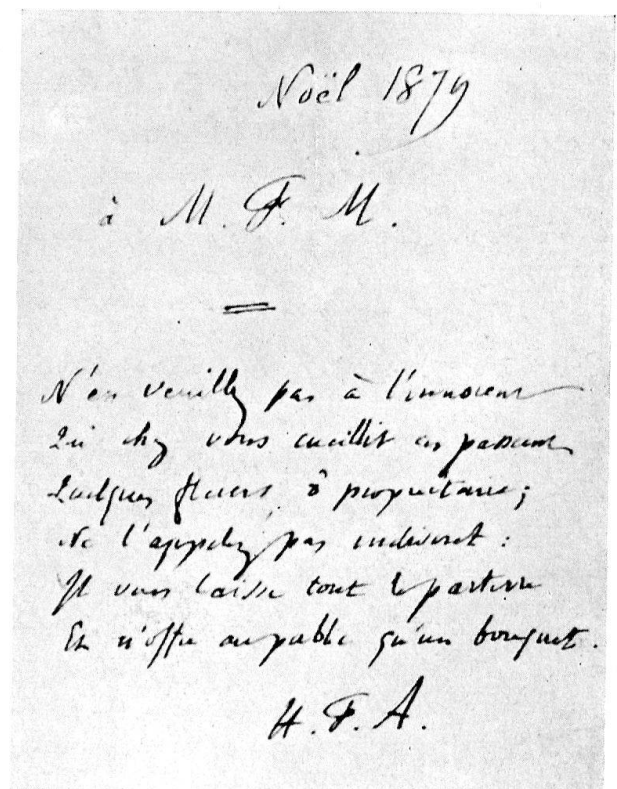 Noël 1879
à M. F. M.
N'en veuillez pas à l'innocent
Qui chez vous cueillit en passant
Quelques fleurs, ô propriétaire;
Ne l'appelez pas indiscret:
Il vous laisse tout le parterre
Et n'offre au public qu'un bouquet.
H. F. A.